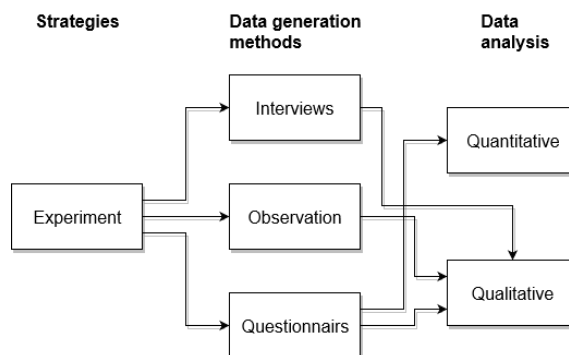 Strategies
Data generation
methods
Data
analysis
Interviews
Quantitative
Experiment
Observation
Qualitative
Questionnairs